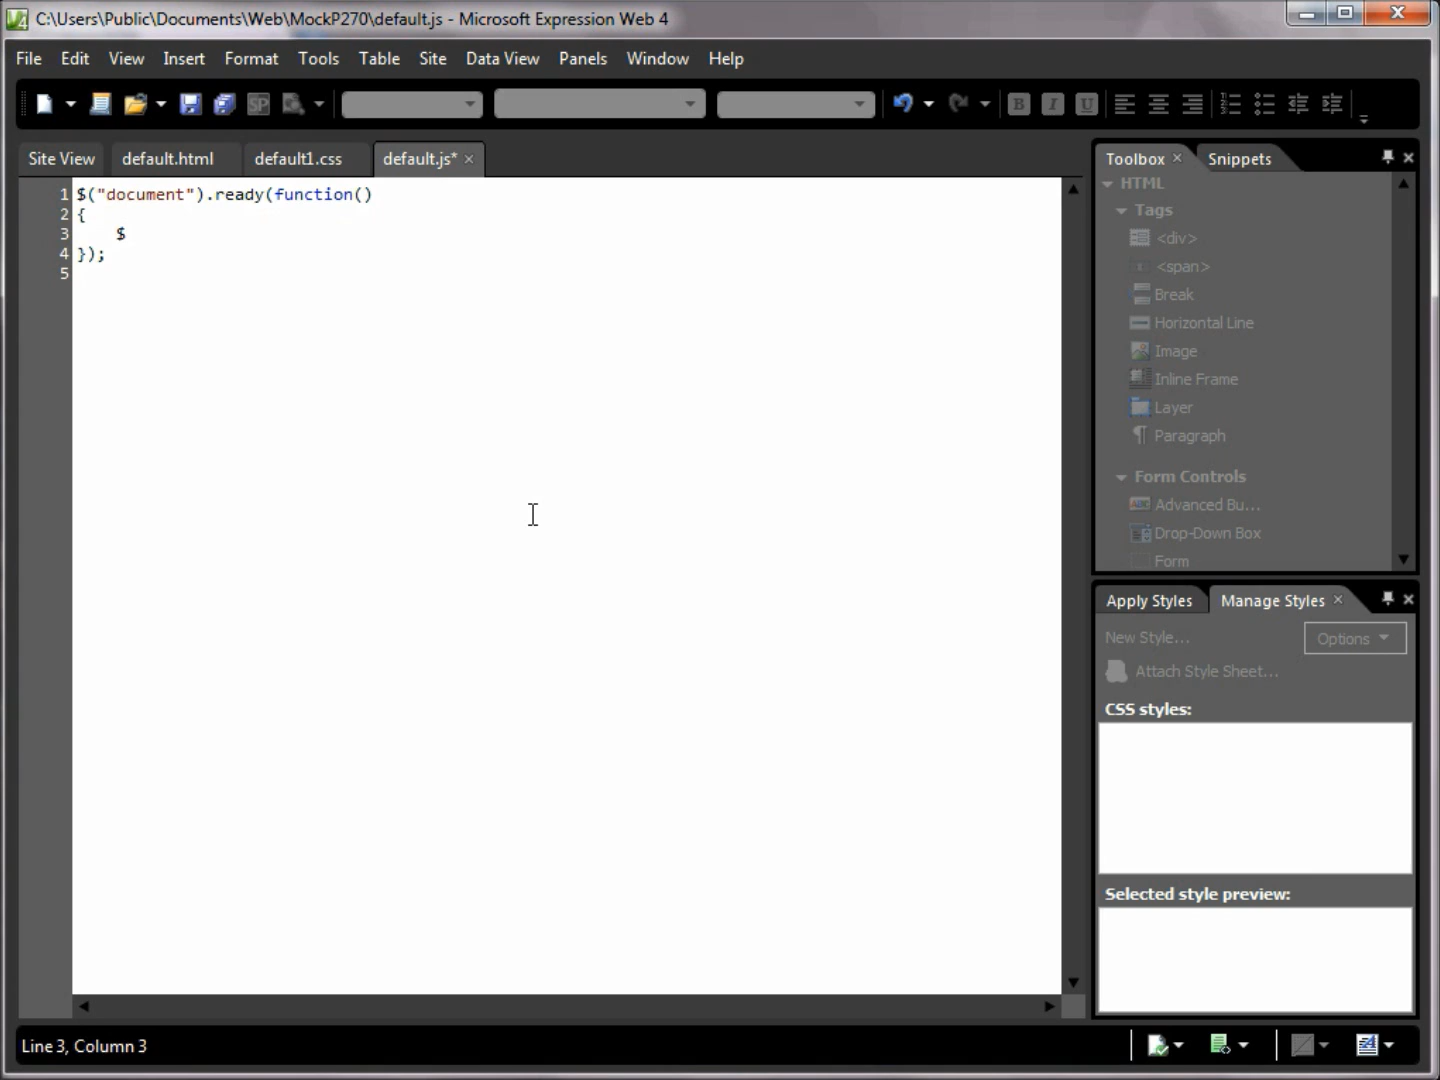 C:\Users\Public\Documents\Web\MockP270\default.js - Microsoft Expression Web 4
File Edit View Insert Format Tools Table Site Data View Panels Window Help
SP B I U
Site View default.html default1.css default.js*
Toolbox Snippets
1 $("document").ready(function()
2 {
3 $
4 });
5
HTML
Tags
<div>
<span>
Break
Horizontal Line
Image
Inline Frame
Layer
Paragraph
Form Controls
Advanced Bu...
Drop-Down Box
Form
Apply Styles Manage Styles
New Style... Options
Attach Style Sheet...
CSS styles:
Selected style preview:
Line 3, Column 3